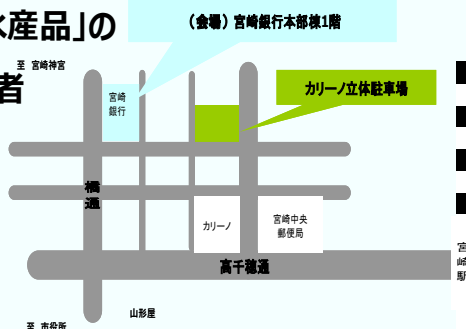 水産品」の
者
(会場)宮崎銀行本部棟1階
至 宮崎神宮
カリーノ立体駐車場
宮崎
銀行
橘
通
カリーノ
宮崎中央
郵便局
高千穂通
宮
崎
駅
山形屋
至 市役所